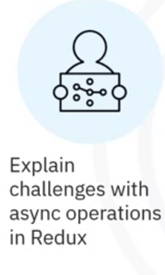 Explain
challenges with
async operations
in Redux